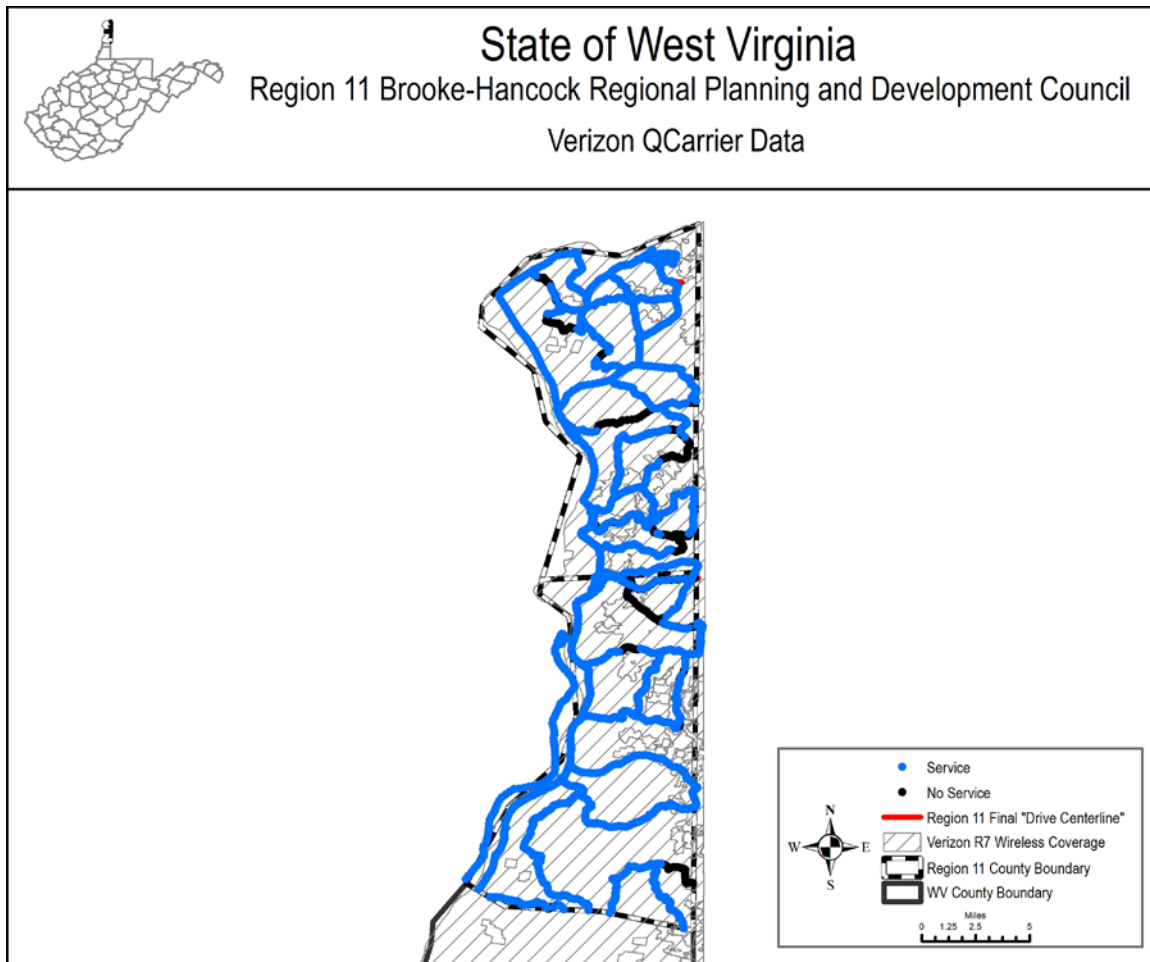 State of West Virginia
Region 11 Brooke-Hancock Regional Planning and Development Council
Verizon QCarrier Data
Service
No Service
Region 11 Final "Drive Centerline"
Verizon R7 Wireless Coverage
Region 11 County Boundary
WV County Boundary
N
W E
S
Miles
0 1.25 2.5 5